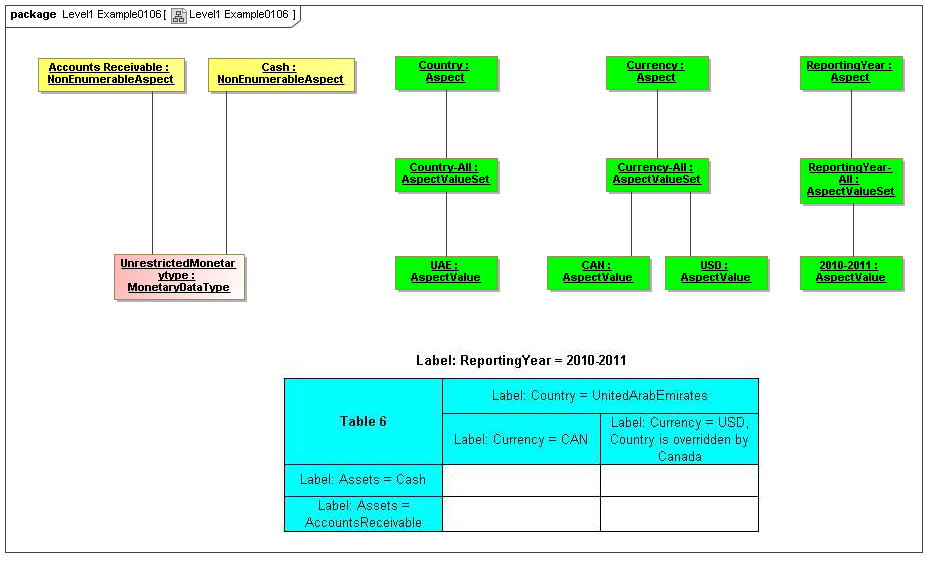 package Level1 Example0106 [ Level1 Example0106 ]
Accounts Receivable :
NonEnumerableAspect
Cash :
NonEnumerableAspect
Country :
Aspect
Currency :
Aspect
ReportingYear :
Aspect
Country-All :
AspectValueSet
Currency-All :
AspectValueSet
ReportingYear-
All :
AspectValueSet
UnrestrictedMonetar
ytype :
MonetaryDataType
UAE :
AspectValue
CAN :
AspectValue
USD :
AspectValue
2010-2011 :
AspectValue
Label: ReportingYear = 2010-2011
Table 6
Label: Country = UnitedArabEmirates
Label: Currency = CAN
Label: Currency = USD,
Country is overridden by
Canada
Label: Assets = Cash
Label: Assets =
AccountsReceivable